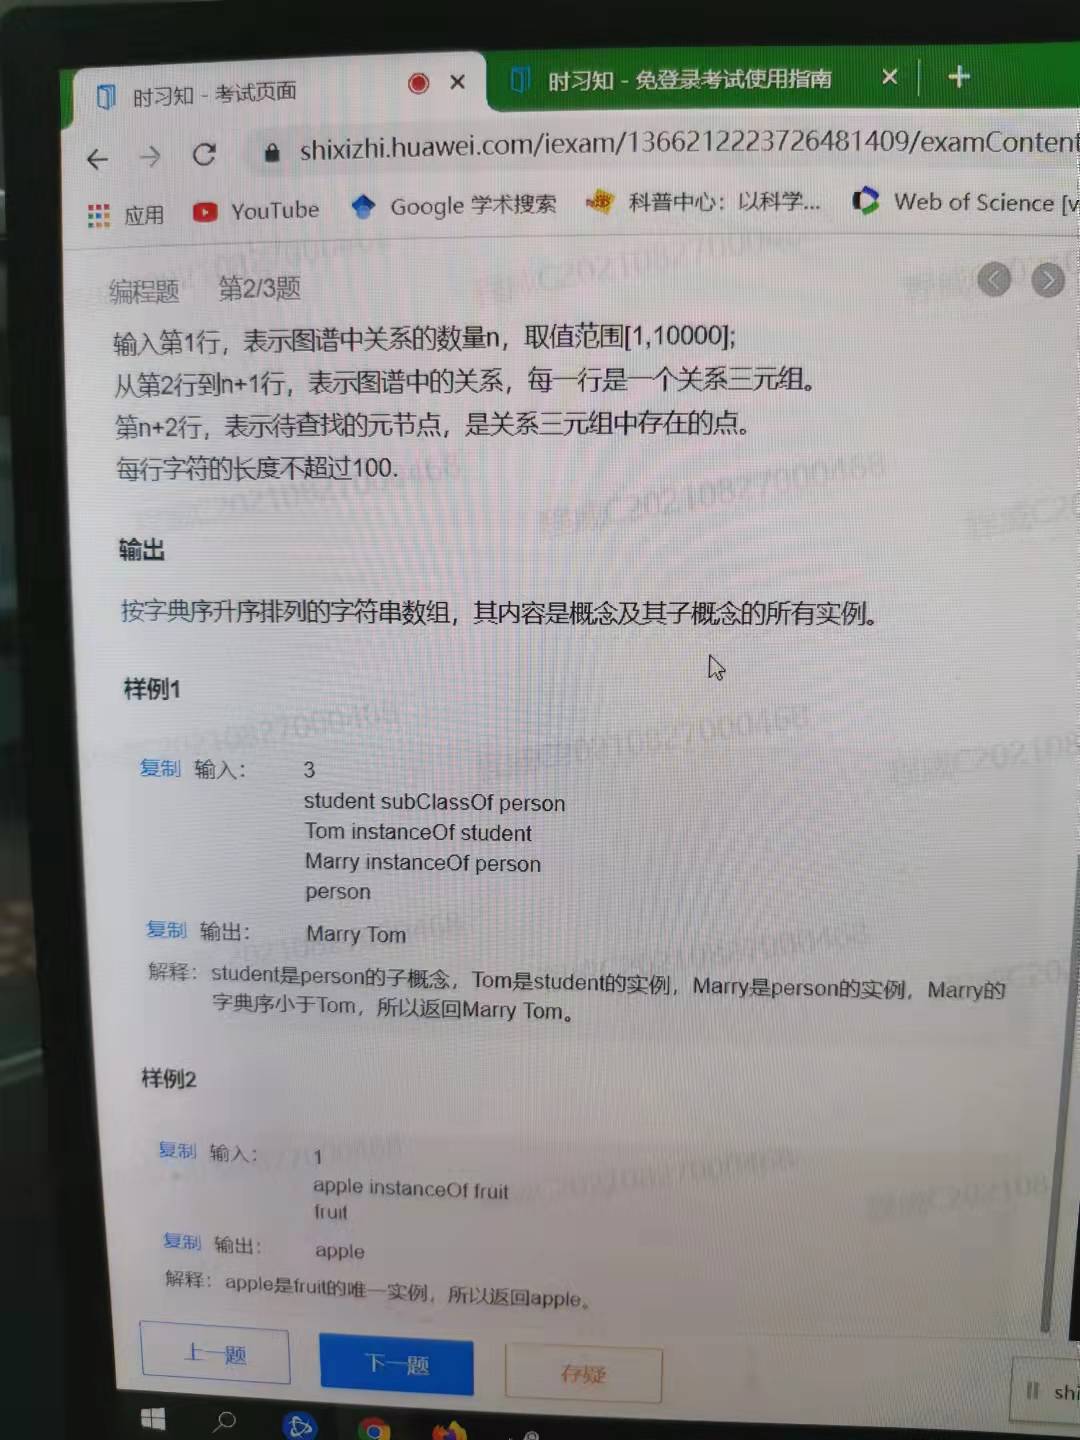 时习知 - 考试页面
时习知 - 免登录考试使用指南
shixizhi.huawei.com/iexam/1366212223726481409/examContent
应用 YouTube Google 学术搜索 科普中心：以科学... Web of Science [v
编程题 第2/3题
输入第1行，表示图谱中关系的数量n，取值范围[1,10000];
从第2行到n+1行，表示图谱中的关系，每一行是一个关系三元组。
第n+2行，表示待查找的元节点，是关系三元组中存在的点。
每行字符的长度不超过100.
输出
按字典序升序排列的字符串数组，其内容是概念及其子概念的所有实例。
样例1
复制 输入： 3
student subClassOf person
Tom instanceOf student
Marry instanceOf person
person
复制 输出： Marry Tom
解释：student是person的子概念，Tom是student的实例，Marry是person的实例，Marry的
字典序小于Tom，所以返回Marry Tom。
样例2
复制 输入： 1
apple instanceOf fruit
fruit
复制 输出： apple
解释：apple是fruit的唯一实例，所以返回apple。
上一题 下一题 存疑
shi